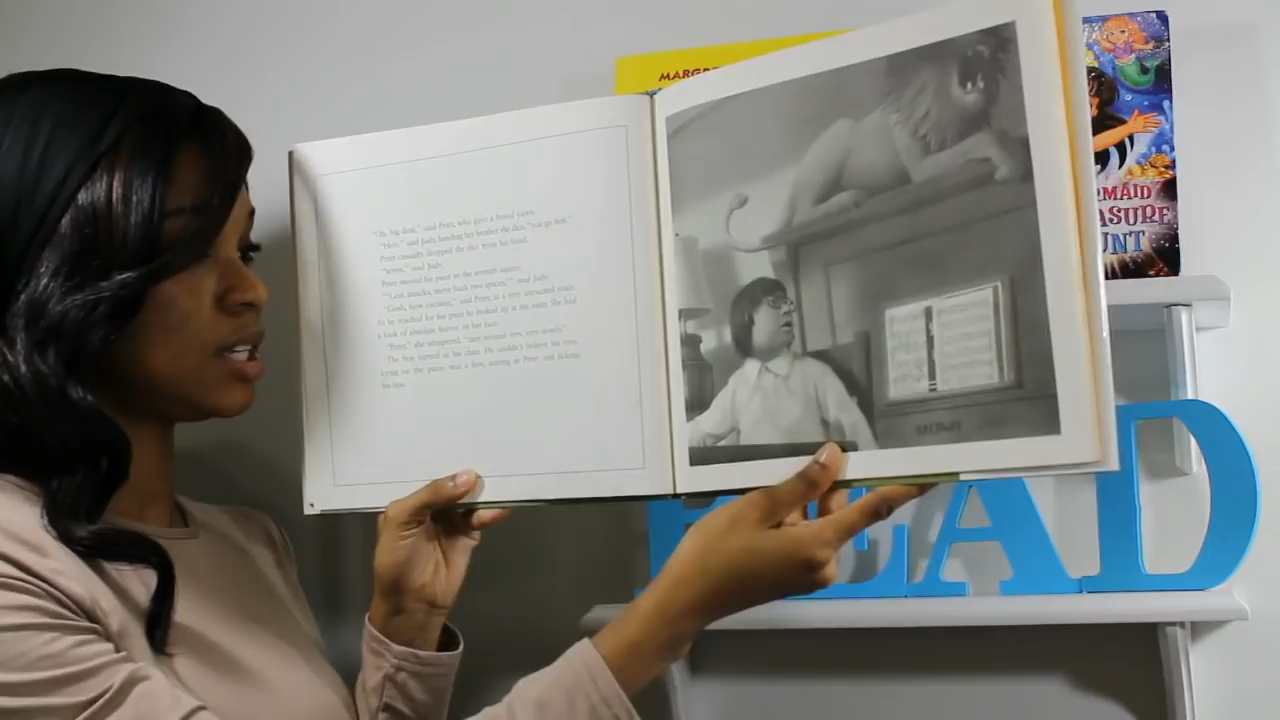 MARGRE
"Oh, big deal," said Peter, who gave a bored yawn.
"Here," said Judy, handing her brother the dice, "you go first."
Peter casually dropped the dice from his hand.
"Seven," said Judy.
Peter moved his piece to the seventh square.
"'Lion attacks, move back two spaces,'" read Judy.
"Gosh, how exciting," said Peter, in a very unexcited voice.
As he reached for his piece he looked up at his sister. She had
a look of absolute horror on her face.
"Peter," she whispered, "turn around very, very slowly."
The boy turned in his chair. He couldn't believe his eyes.
Lying on the piano was a lion, staring at Peter and licking
his lips.
RMAID
EASURE
UNT
EAD